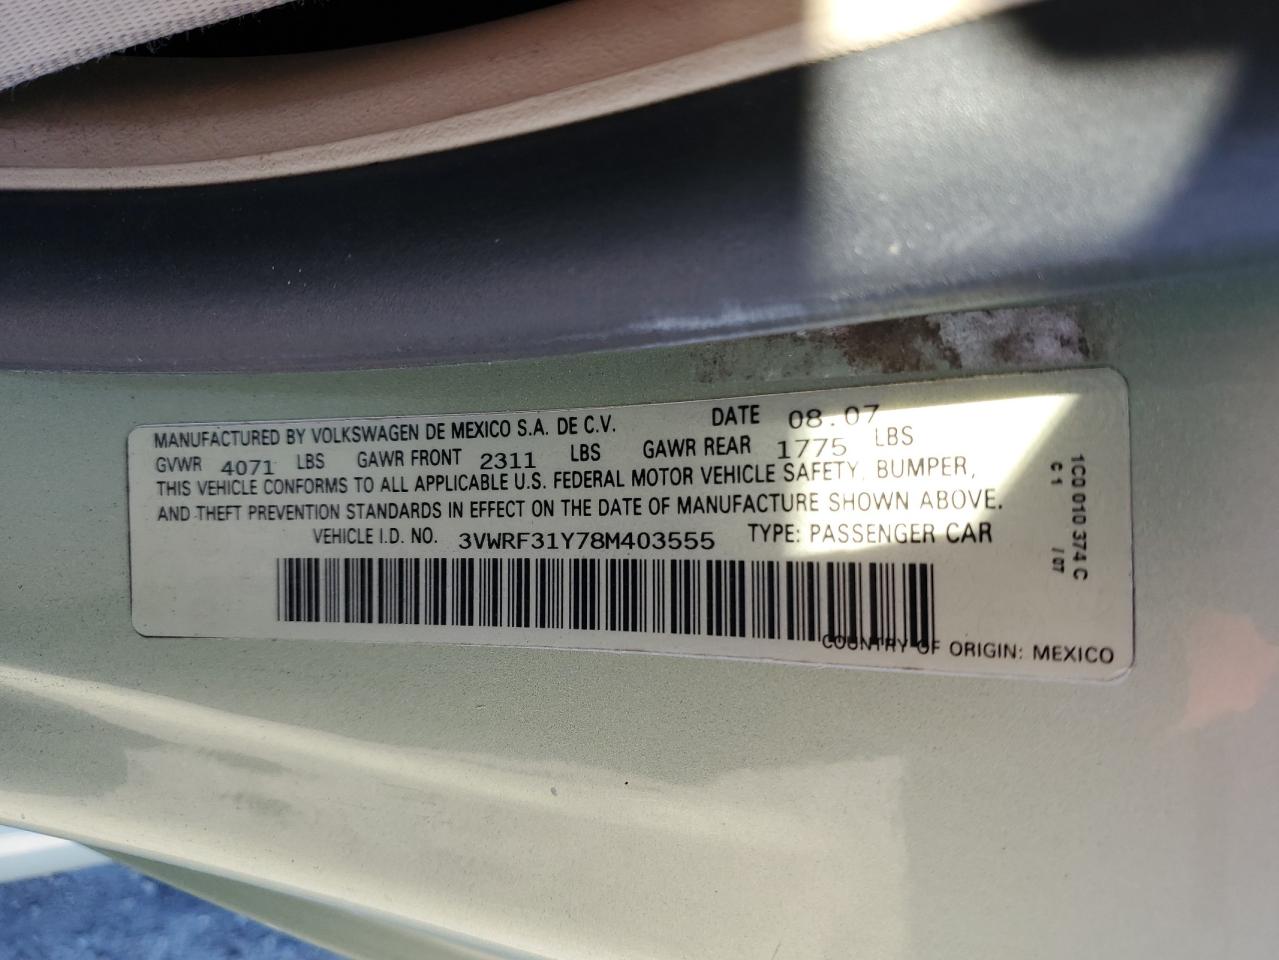 MANUFACTURED BY VOLKSWAGEN DE MEXICO S.A. DE C.V. DATE 08.07
GVWR 4071 LBS GAWR FRONT 2311 LBS GAWR REAR 1775 LBS
THIS VEHICLE CONFORMS TO ALL APPLICABLE U.S. FEDERAL MOTOR VEHICLE SAFETY, BUMPER,
AND THEFT PREVENTION STANDARDS IN EFFECT ON THE DATE OF MANUFACTURE SHOWN ABOVE.
VEHICLE I.D. NO. 3VWRF31Y78M403555 TYPE: PASSENGER CAR
COUNTRY OF ORIGIN: MEXICO
1C0 010 374 C
C1 / 07